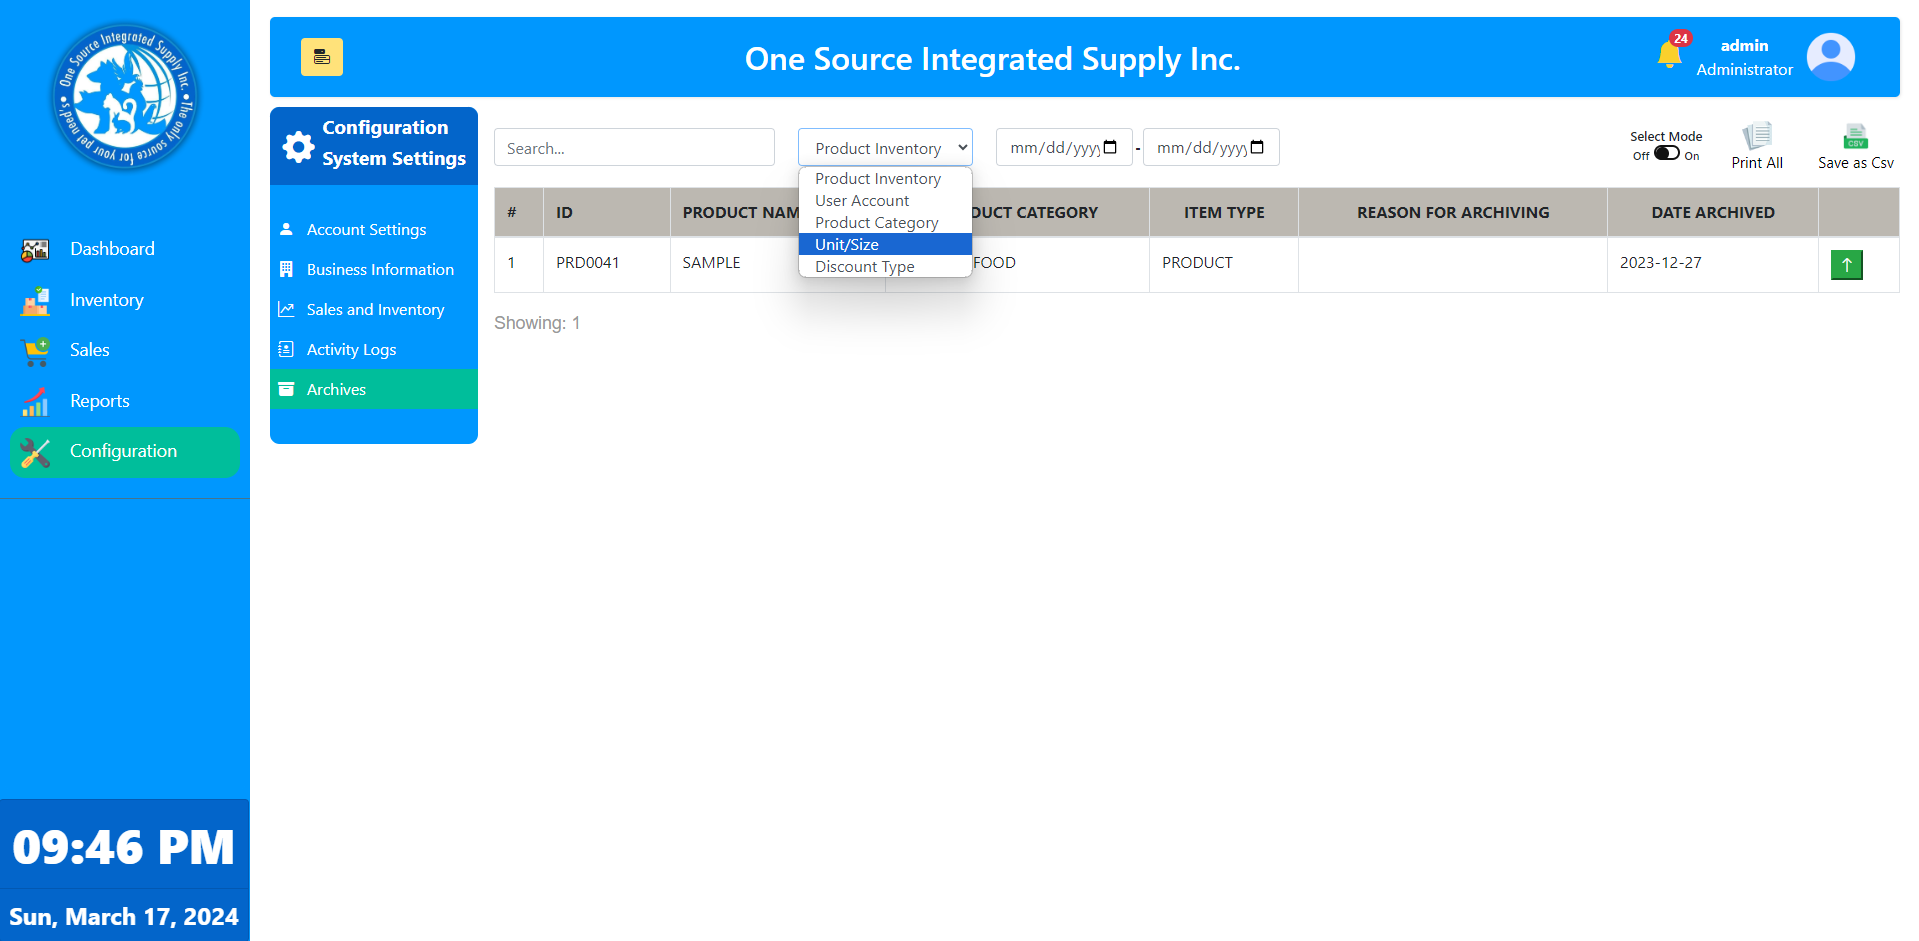 One Source Integrated Supply Inc. • The only source for your pet needs •
Dashboard
Inventory
Sales
Reports
Configuration
09:46 PM
Sun, March 17, 2024
One Source Integrated Supply Inc.
24
admin
Administrator
Configuration
System Settings
Account Settings
Business Information
Sales and Inventory
Activity Logs
Archives
Search...
Product Inventory
mm/dd/yyyy - mm/dd/yyyy
Select Mode
Off On
Print All
CSV
Save as Csv
Product Inventory
User Account
Product Category
Unit/Size
Discount Type
# ID PRODUCT NAM DUCT CATEGORY ITEM TYPE REASON FOR ARCHIVING DATE ARCHIVED
1 PRD0041 SAMPLE FOOD PRODUCT 2023-12-27
Showing: 1